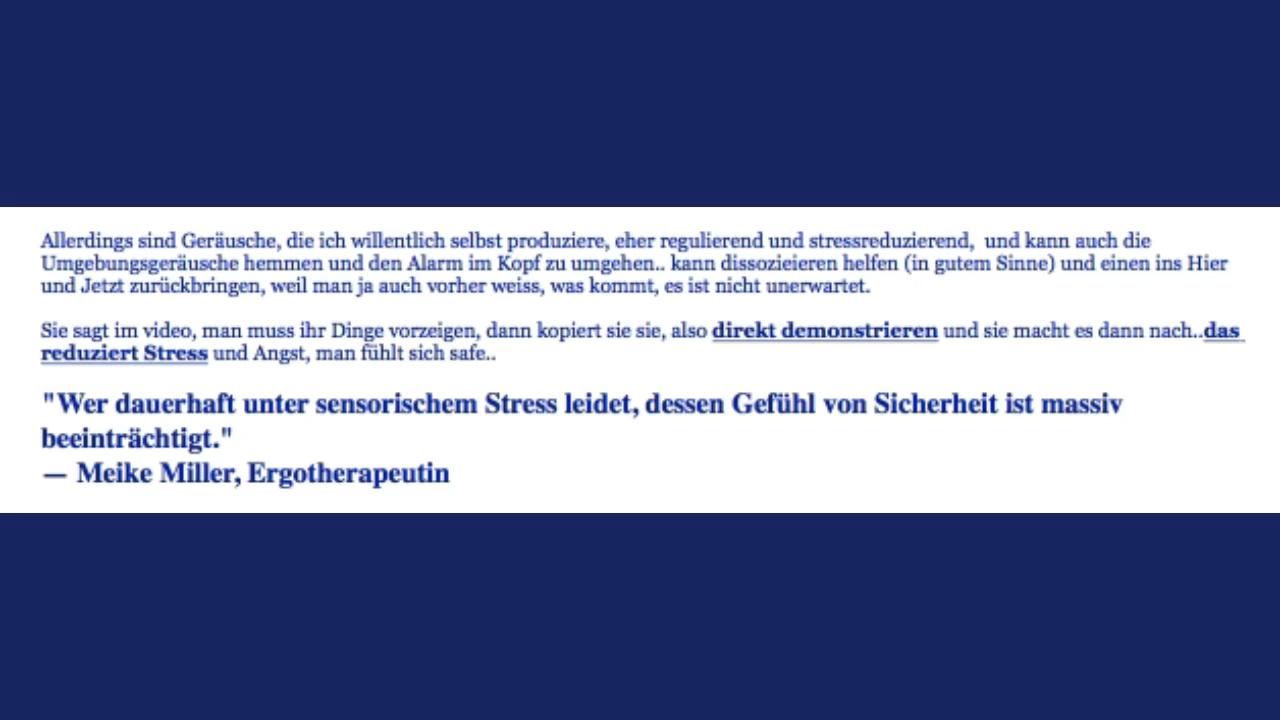 Allerdings sind Geräusche, die ich willentlich selbst produziere, eher regulierend und stressreduzierend,  und kann auch die
Umgebungsgeräusche hemmen und den Alarm im Kopf zu umgehen.. kann dissozieieren helfen (in gutem Sinne) und einen ins Hier
und Jetzt zurückbringen, weil man ja auch vorher weiss, was kommt, es ist nicht unerwartet.
Sie sagt im video, man muss ihr Dinge vorzeigen, dann kopiert sie sie, also direkt demonstrieren und sie macht es dann nach..das
reduziert Stress und Angst, man fühlt sich safe..
"Wer dauerhaft unter sensorischem Stress leidet, dessen Gefühl von Sicherheit ist massiv
beeinträchtigt."
— Meike Miller, Ergotherapeutin